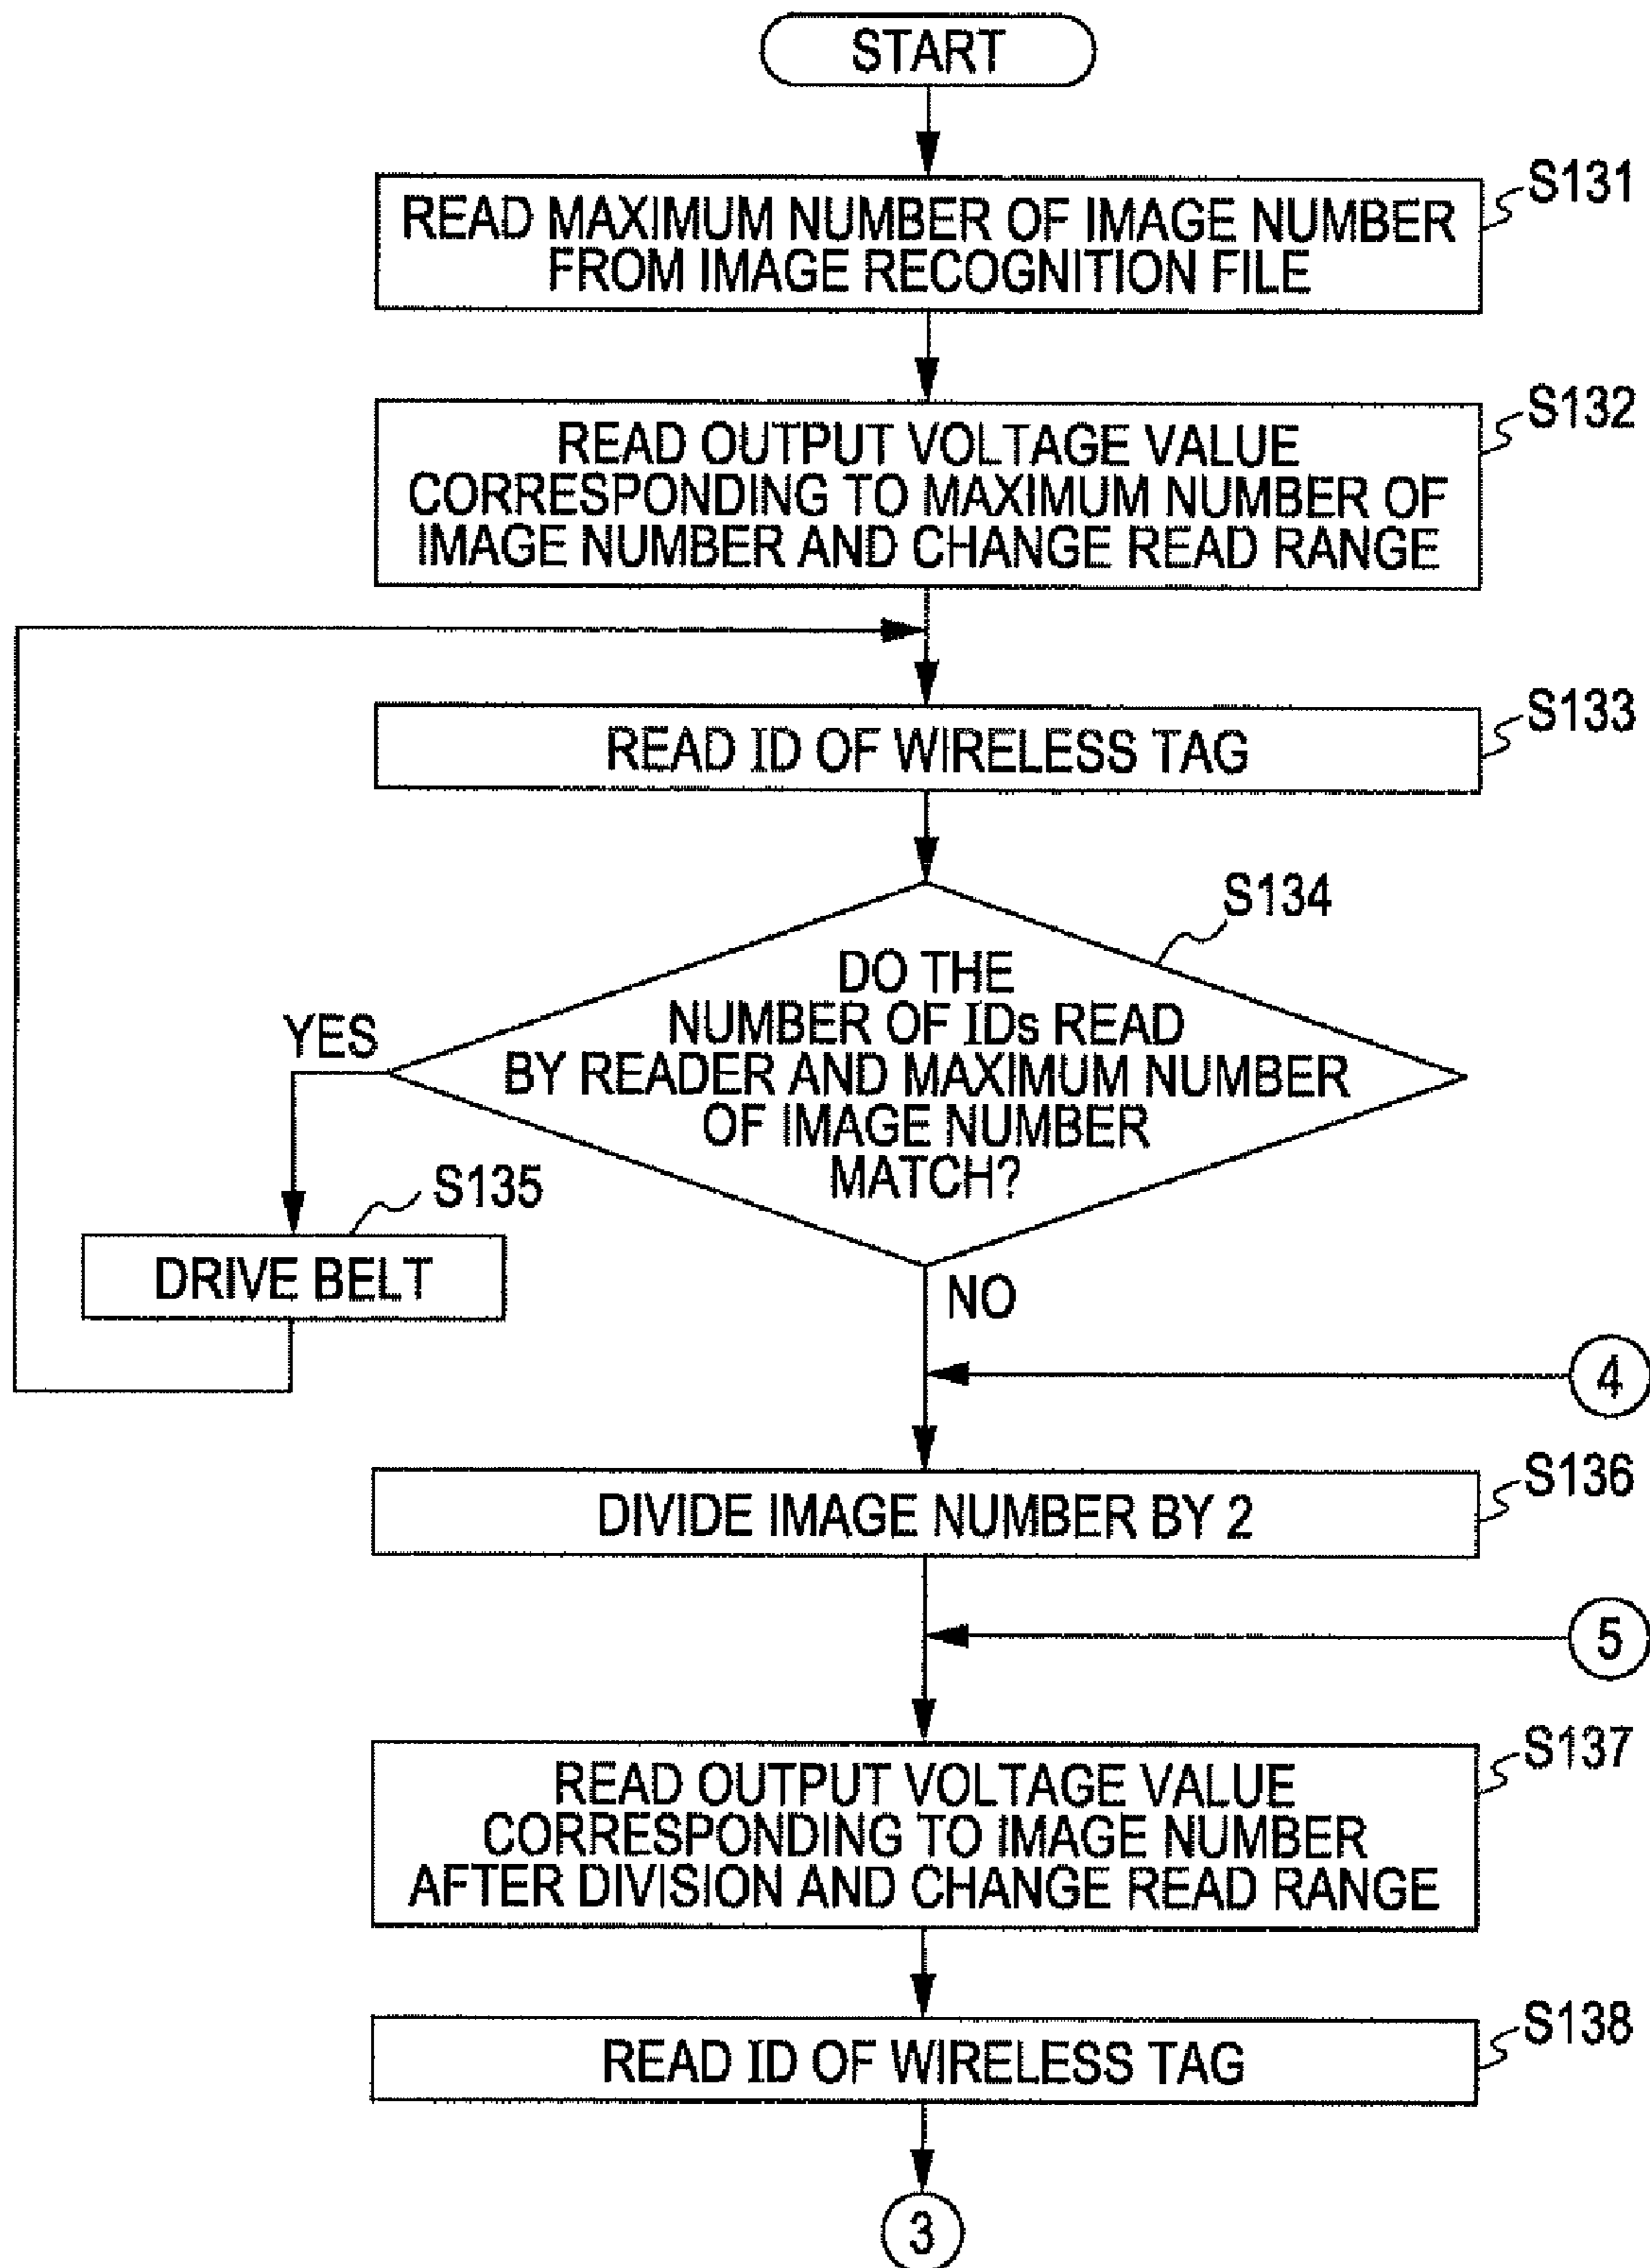 START
S131
READ MAXIMUM NUMBER OF IMAGE NUMBER
FROM IMAGE RECOGNITION FILE
S132
READ OUTPUT VOLTAGE VALUE
CORRESPONDING TO MAXIMUM NUMBER OF
IMAGE NUMBER AND CHANGE READ RANGE
S133
READ ID OF WIRELESS TAG
S134
DO THE
NUMBER OF IDs READ
BY READER AND MAXIMUM NUMBER
OF IMAGE NUMBER
MATCH?
YES
S135
DRIVE BELT
NO
4
S136
DIVIDE IMAGE NUMBER BY 2
5
S137
READ OUTPUT VOLTAGE VALUE
CORRESPONDING TO IMAGE NUMBER
AFTER DIVISION AND CHANGE READ RANGE
S138
READ ID OF WIRELESS TAG
3